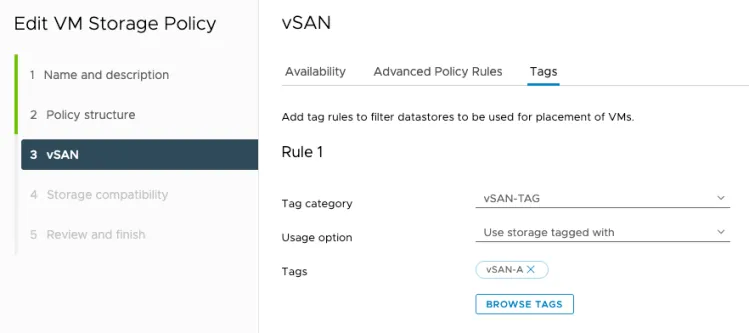 Edit VM Storage Policy
1 Name and description
2 Policy structure
3 vSAN
4 Storage compatibility
5 Review and finish
vSAN
Availability Advanced Policy Rules Tags
Add tag rules to filter datastores to be used for placement of VMs.
Rule 1
Tag category vSAN-TAG
Usage option Use storage tagged with
Tags vSAN-A
BROWSE TAGS